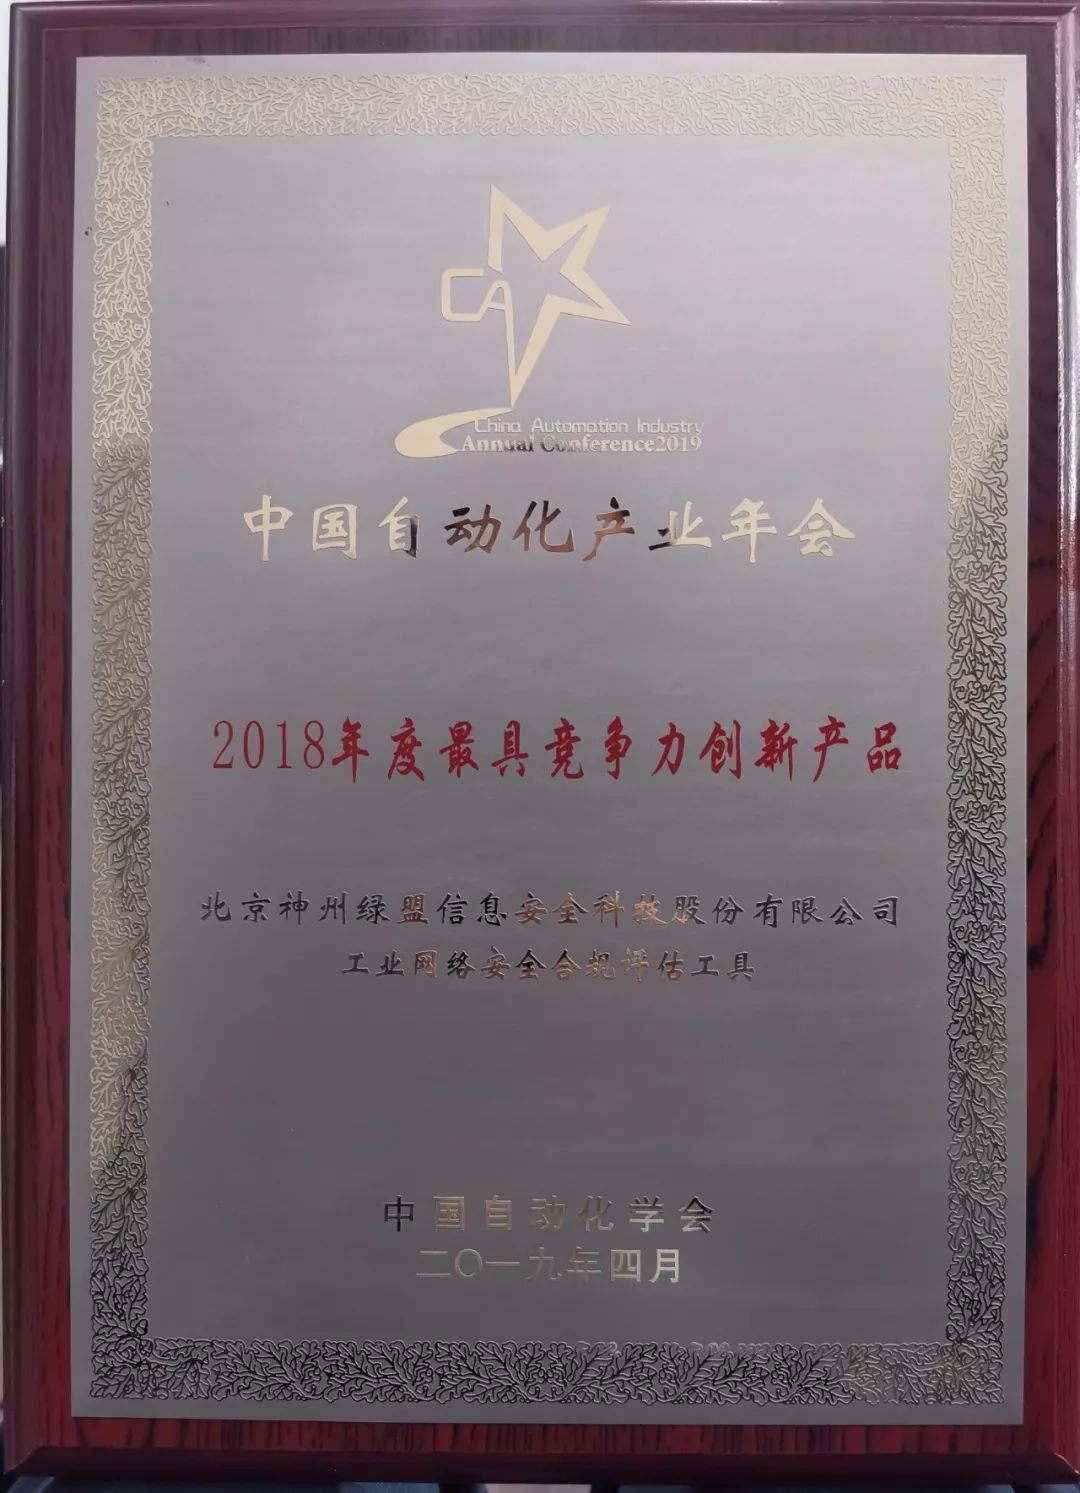 CA
China Automation Industry
Annual Conference2019
中国自动化产业年会
2018年度最具竞争力创新产品
北京神州绿盟信息安全科技股份有限公司
工业网络安全合规评估工具
中国自动化学会
二〇一九年四月